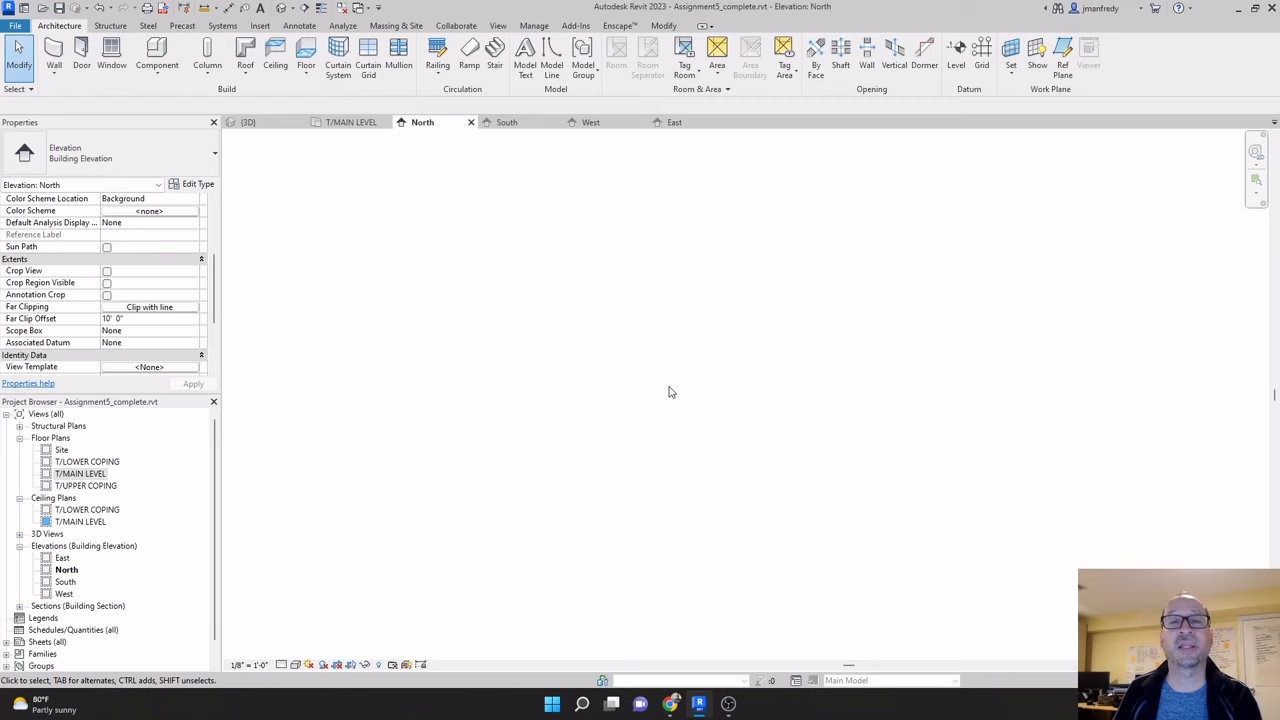 Autodesk Revit 2023 - Assignment5_complete.rvt - Elevation: North
jmanfredy
File Architecture Structure Steel Precast Systems Insert Annotate Analyze Massing & Site Collaborate View Manage Add-Ins Enscape™ Modify
Modify Wall Door Window Component Column Roof Ceiling Floor Curtain System Curtain Grid Mullion Railing Ramp Stair Model Text Model Line Model Group Room Room Separator Tag Room Area Area Boundary Tag Area By Face Shaft Wall Vertical Dormer Level Grid Set Show Ref Plane Viewer
Select Build Circulation Model Room & Area Opening Datum Work Plane
Properties
{3D} T/MAIN LEVEL North South West East
Elevation
Building Elevation
Elevation: North Edit Type
Color Scheme Location Background
Color Scheme <none>
Default Analysis Display ... None
Reference Label
Sun Path
Extents
Crop View
Crop Region Visible
Annotation Crop
Far Clipping Clip with line
Far Clip Offset 10' 0"
Scope Box None
Associated Datum None
Identity Data
View Template <None>
Properties help Apply
Project Browser - Assignment5_complete.rvt
Views (all)
Structural Plans
Floor Plans
Site
T/LOWER COPING
T/MAIN LEVEL
T/UPPER COPING
Ceiling Plans
T/LOWER COPING
T/MAIN LEVEL
3D Views
Elevations (Building Elevation)
East
North
South
West
Sections (Building Section)
Legends
Schedules/Quantities (all)
Sheets (all)
Families
Groups
1/8" = 1'-0"
Click to select, TAB for alternates, CTRL adds, SHIFT unselects.
:0 Main Model
80°F
Partly sunny